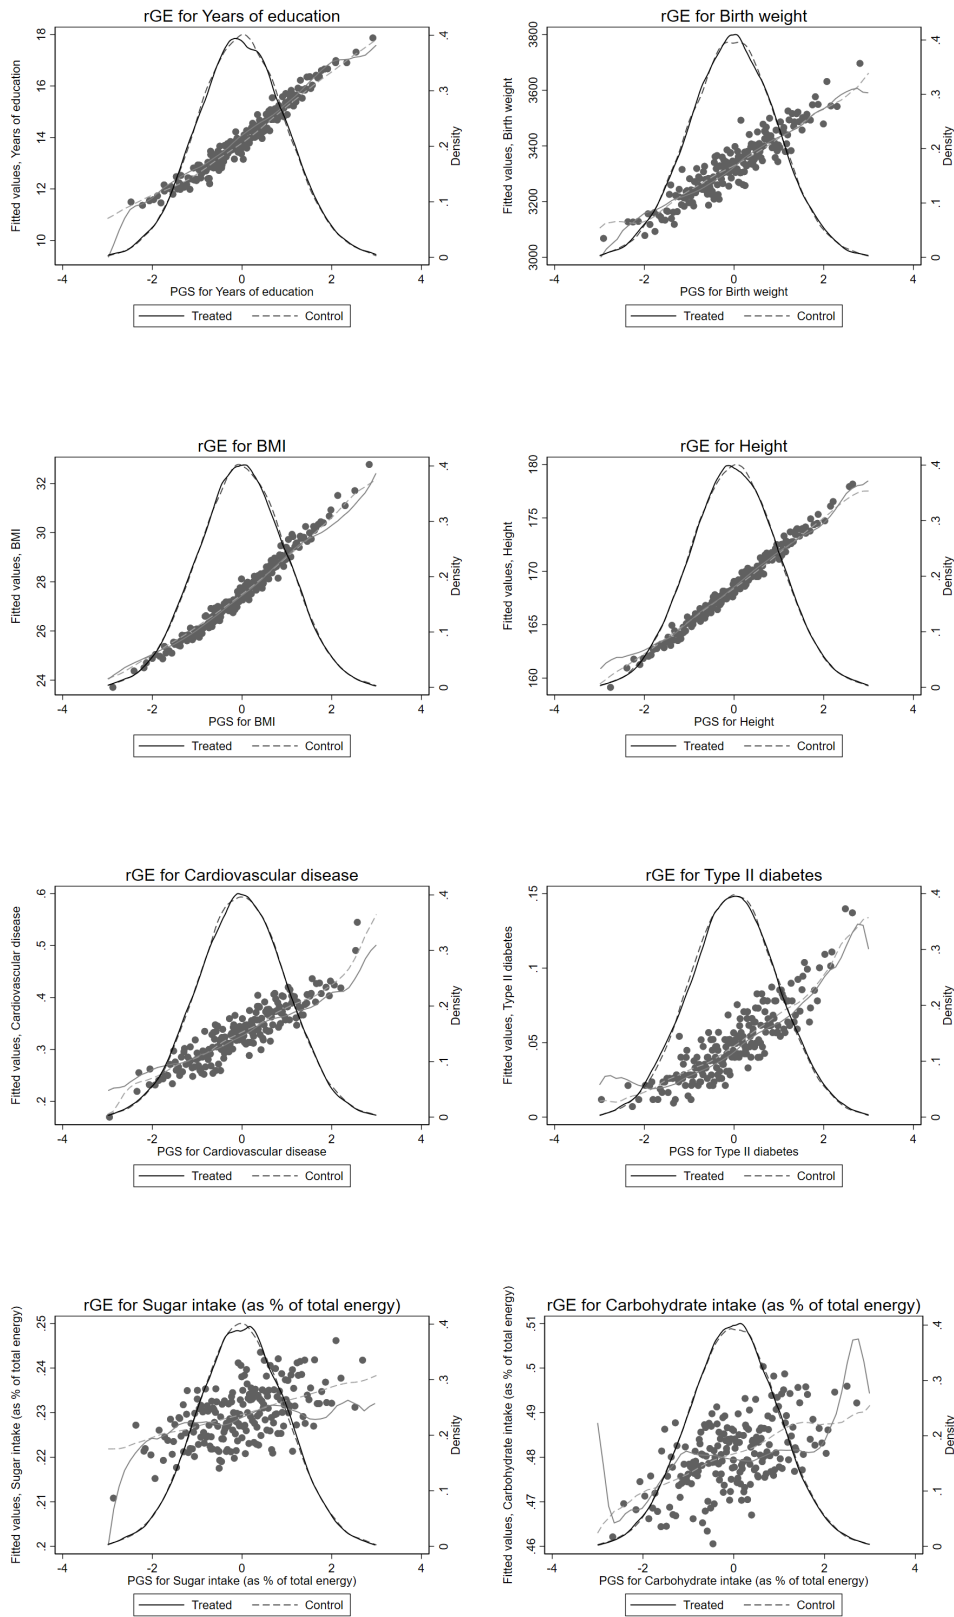 rGE for Years of education
Fitted values, Years of education
18
16
14
12
10
.4
.3
.2
.1
0
Density
-4 -2 0 2 4
PGS for Years of education
Treated Control
rGE for Birth weight
Fitted values, Birth weight
3800
3600
3400
3200
3000
.4
.3
.2
.1
0
Density
-4 -2 0 2 4
PGS for Birth weight
Treated Control
rGE for BMI
Fitted values, BMI
32
30
28
26
24
.4
.3
.2
.1
0
Density
-4 -2 0 2 4
PGS for BMI
Treated Control
rGE for Height
Fitted values, Height
180
175
170
165
160
.4
.3
.2
.1
0
Density
-4 -2 0 2 4
PGS for Height
Treated Control
rGE for Cardiovascular disease
Fitted values, Cardiovascular disease
.6
.5
.4
.3
.2
.4
.3
.2
.1
0
Density
-4 -2 0 2 4
PGS for Cardiovascular disease
Treated Control
rGE for Type II diabetes
Fitted values, Type II diabetes
.15
.1
.05
0
.4
.3
.2
.1
0
Density
-4 -2 0 2 4
PGS for Type II diabetes
Treated Control
rGE for Sugar intake (as % of total energy)
Fitted values, Sugar intake (as % of total energy)
.25
.24
.23
.22
.21
.2
.4
.3
.2
.1
0
Density
-4 -2 0 2 4
PGS for Sugar intake (as % of total energy)
Treated Control
rGE for Carbohydrate intake (as % of total energy)
Fitted values, Carbohydrate intake (as % of total energy)
.51
.5
.49
.48
.47
.46
.4
.3
.2
.1
0
Density
-4 -2 0 2 4
PGS for Carbohydrate intake (as % of total energy)
Treated Control